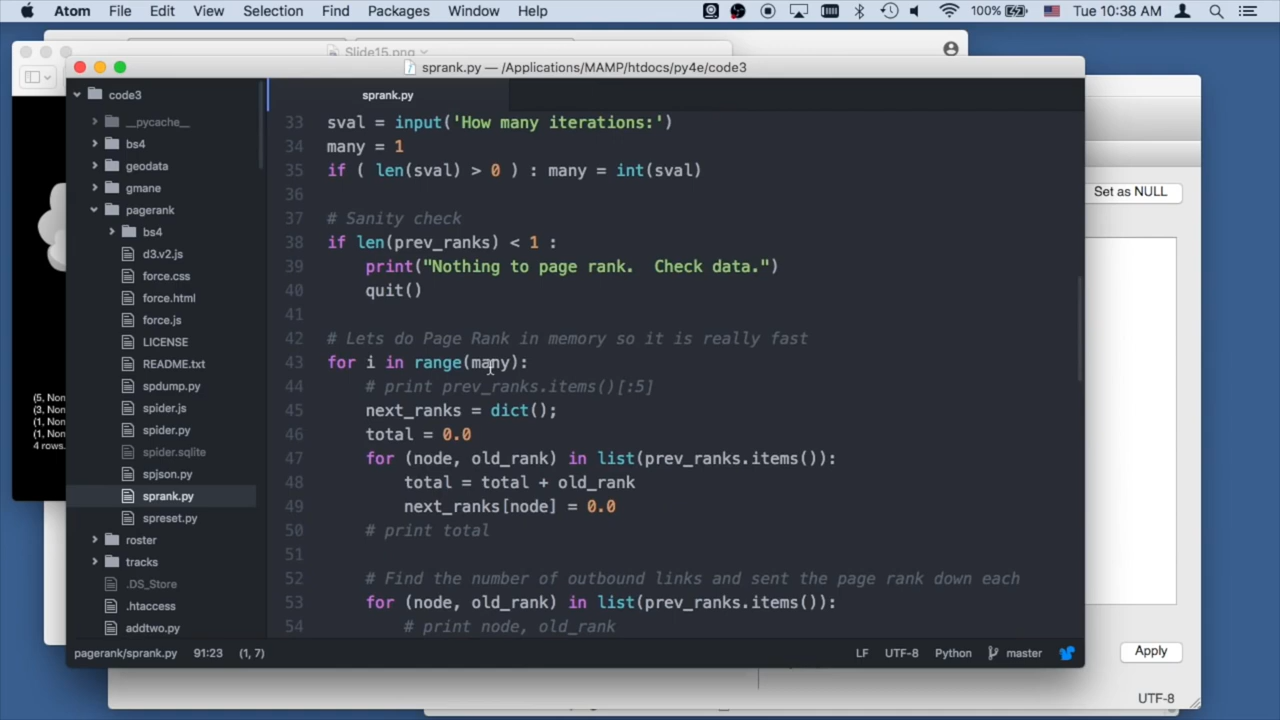 Atom File Edit View Selection Find Packages Window Help 100% Tue 10:38 AM
Slide15.png
sprank.py — /Applications/MAMP/htdocs/py4e/code3
code3
__pycache__
bs4
geodata
gmane
pagerank
bs4
d3.v2.js
force.css
force.html
force.js
LICENSE
README.txt
spdump.py
spider.js
spider.py
spider.sqlite
spjson.py
sprank.py
spreset.py
roster
tracks
.DS_Store
.htaccess
addtwo.py
sprank.py
33 sval = input('How many iterations:')
34 many = 1
35 if ( len(sval) > 0 ) : many = int(sval)
36
37 # Sanity check
38 if len(prev_ranks) < 1 :
39     print("Nothing to page rank.  Check data.")
40     quit()
41
42 # Lets do Page Rank in memory so it is really fast
43 for i in range(many):
44     # print prev_ranks.items()[:5]
45     next_ranks = dict();
46     total = 0.0
47     for (node, old_rank) in list(prev_ranks.items()):
48         total = total + old_rank
49         next_ranks[node] = 0.0
50     # print total
51
52     # Find the number of outbound links and sent the page rank down each
53     for (node, old_rank) in list(prev_ranks.items()):
54         # print node, old_rank
pagerank/sprank.py 91:23 (1, 7) LF UTF-8 Python master
(5, Non
(3, Non
(1, Non
(1, Non
4 rows.
Set as NULL
Apply
UTF-8